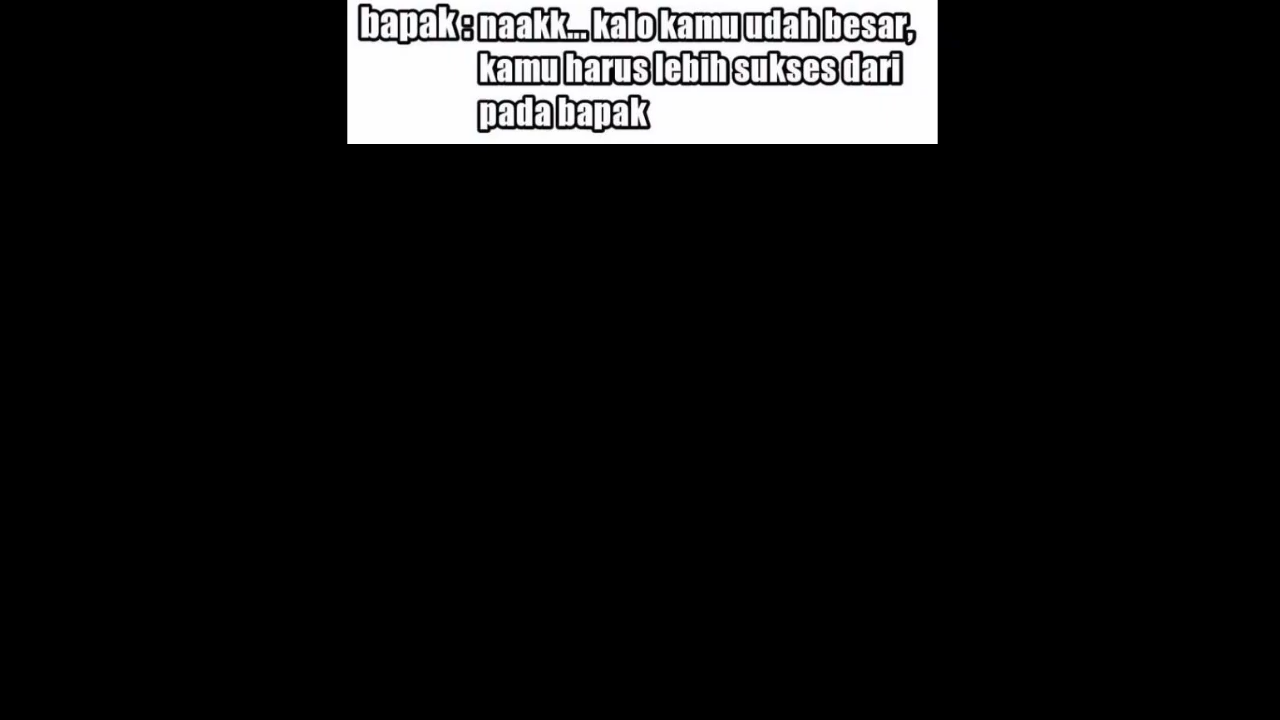 bapak : naakk... kalo kamu udah besar,
kamu harus lebih sukses dari
pada bapak